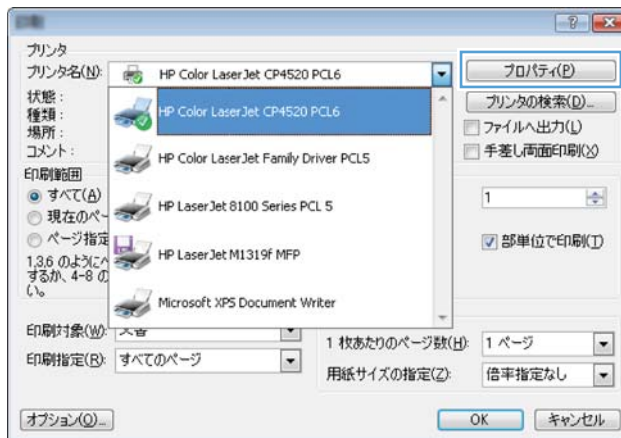 プリンタ
プリンタ名(N):
HP Color LaserJet CP4520 PCL6
プロパティ(P)
状態:
種類:
場所:
コメント:
HP Color LaserJet CP4520 PCL6
HP Color LaserJet Family Driver PCL5
HP LaserJet 8100 Series PCL 5
HP LaserJet M1319f MFP
Microsoft XPS Document Writer
プリンタの検索(D)...
ファイルへ出力(L)
手差し両面印刷(X)
印刷範囲
すべて(A)
現在のペー
ページ指定
1,3,6 のように
するか、4-8 の
い。
1
部単位で印刷(T)
印刷対象(W):
印刷指定(R):
すべてのページ
1 枚あたりのページ数(H):
1 ページ
用紙サイズの指定(Z):
倍率指定なし
オプション(O)...
OK
キャンセル